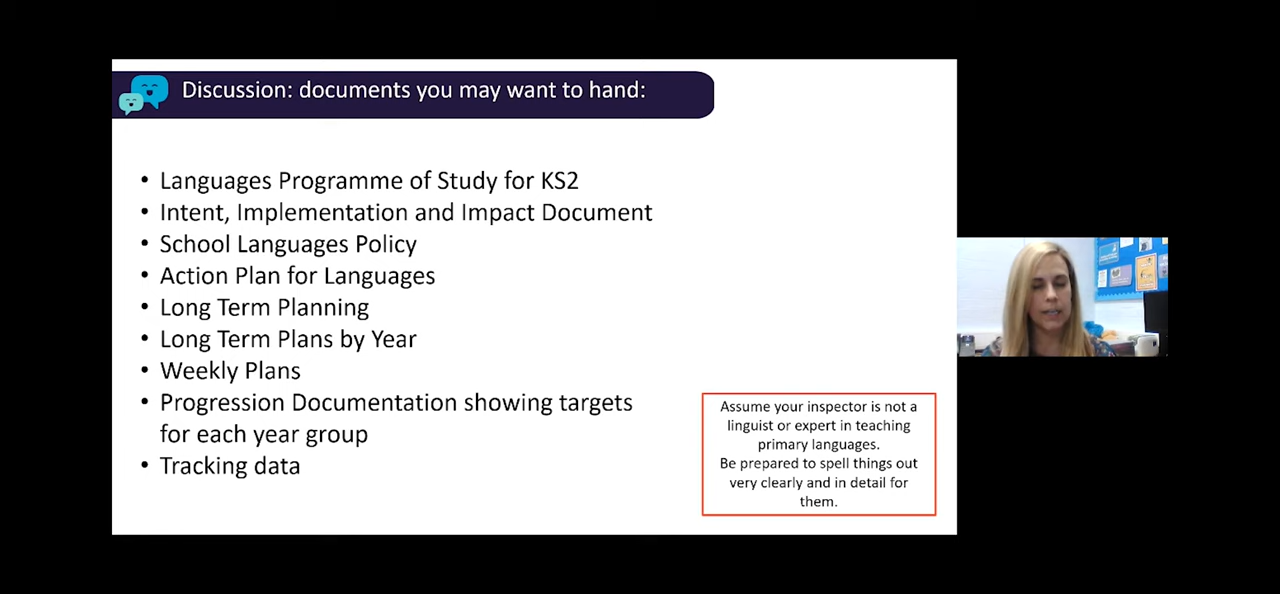 Discussion: documents you may want to hand:
• Languages Programme of Study for KS2
• Intent, Implementation and Impact Document
• School Languages Policy
• Action Plan for Languages
• Long Term Planning
• Long Term Plans by Year
• Weekly Plans
• Progression Documentation showing targets
for each year group
• Tracking data
Assume your inspector is not a
linguist or expert in teaching
primary languages.
Be prepared to spell things out
very clearly and in detail for
them.